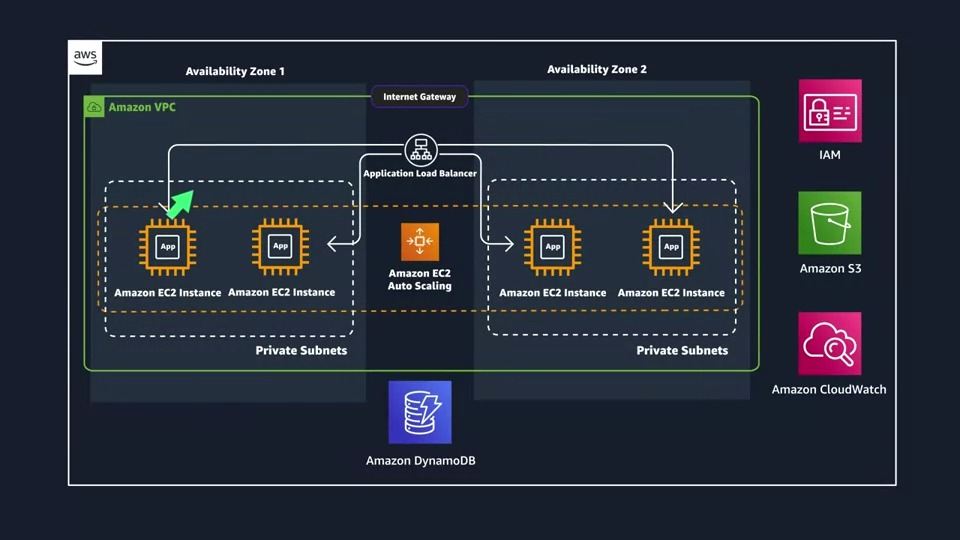 aws
Availability Zone 1
Availability Zone 2
Amazon VPC
Internet Gateway
Application Load Balancer
App
App
App
App
Amazon EC2 Instance
Amazon EC2 Instance
Amazon EC2
Auto Scaling
Amazon EC2 Instance
Amazon EC2 Instance
Private Subnets
Private Subnets
Amazon DynamoDB
IAM
Amazon S3
Amazon CloudWatch